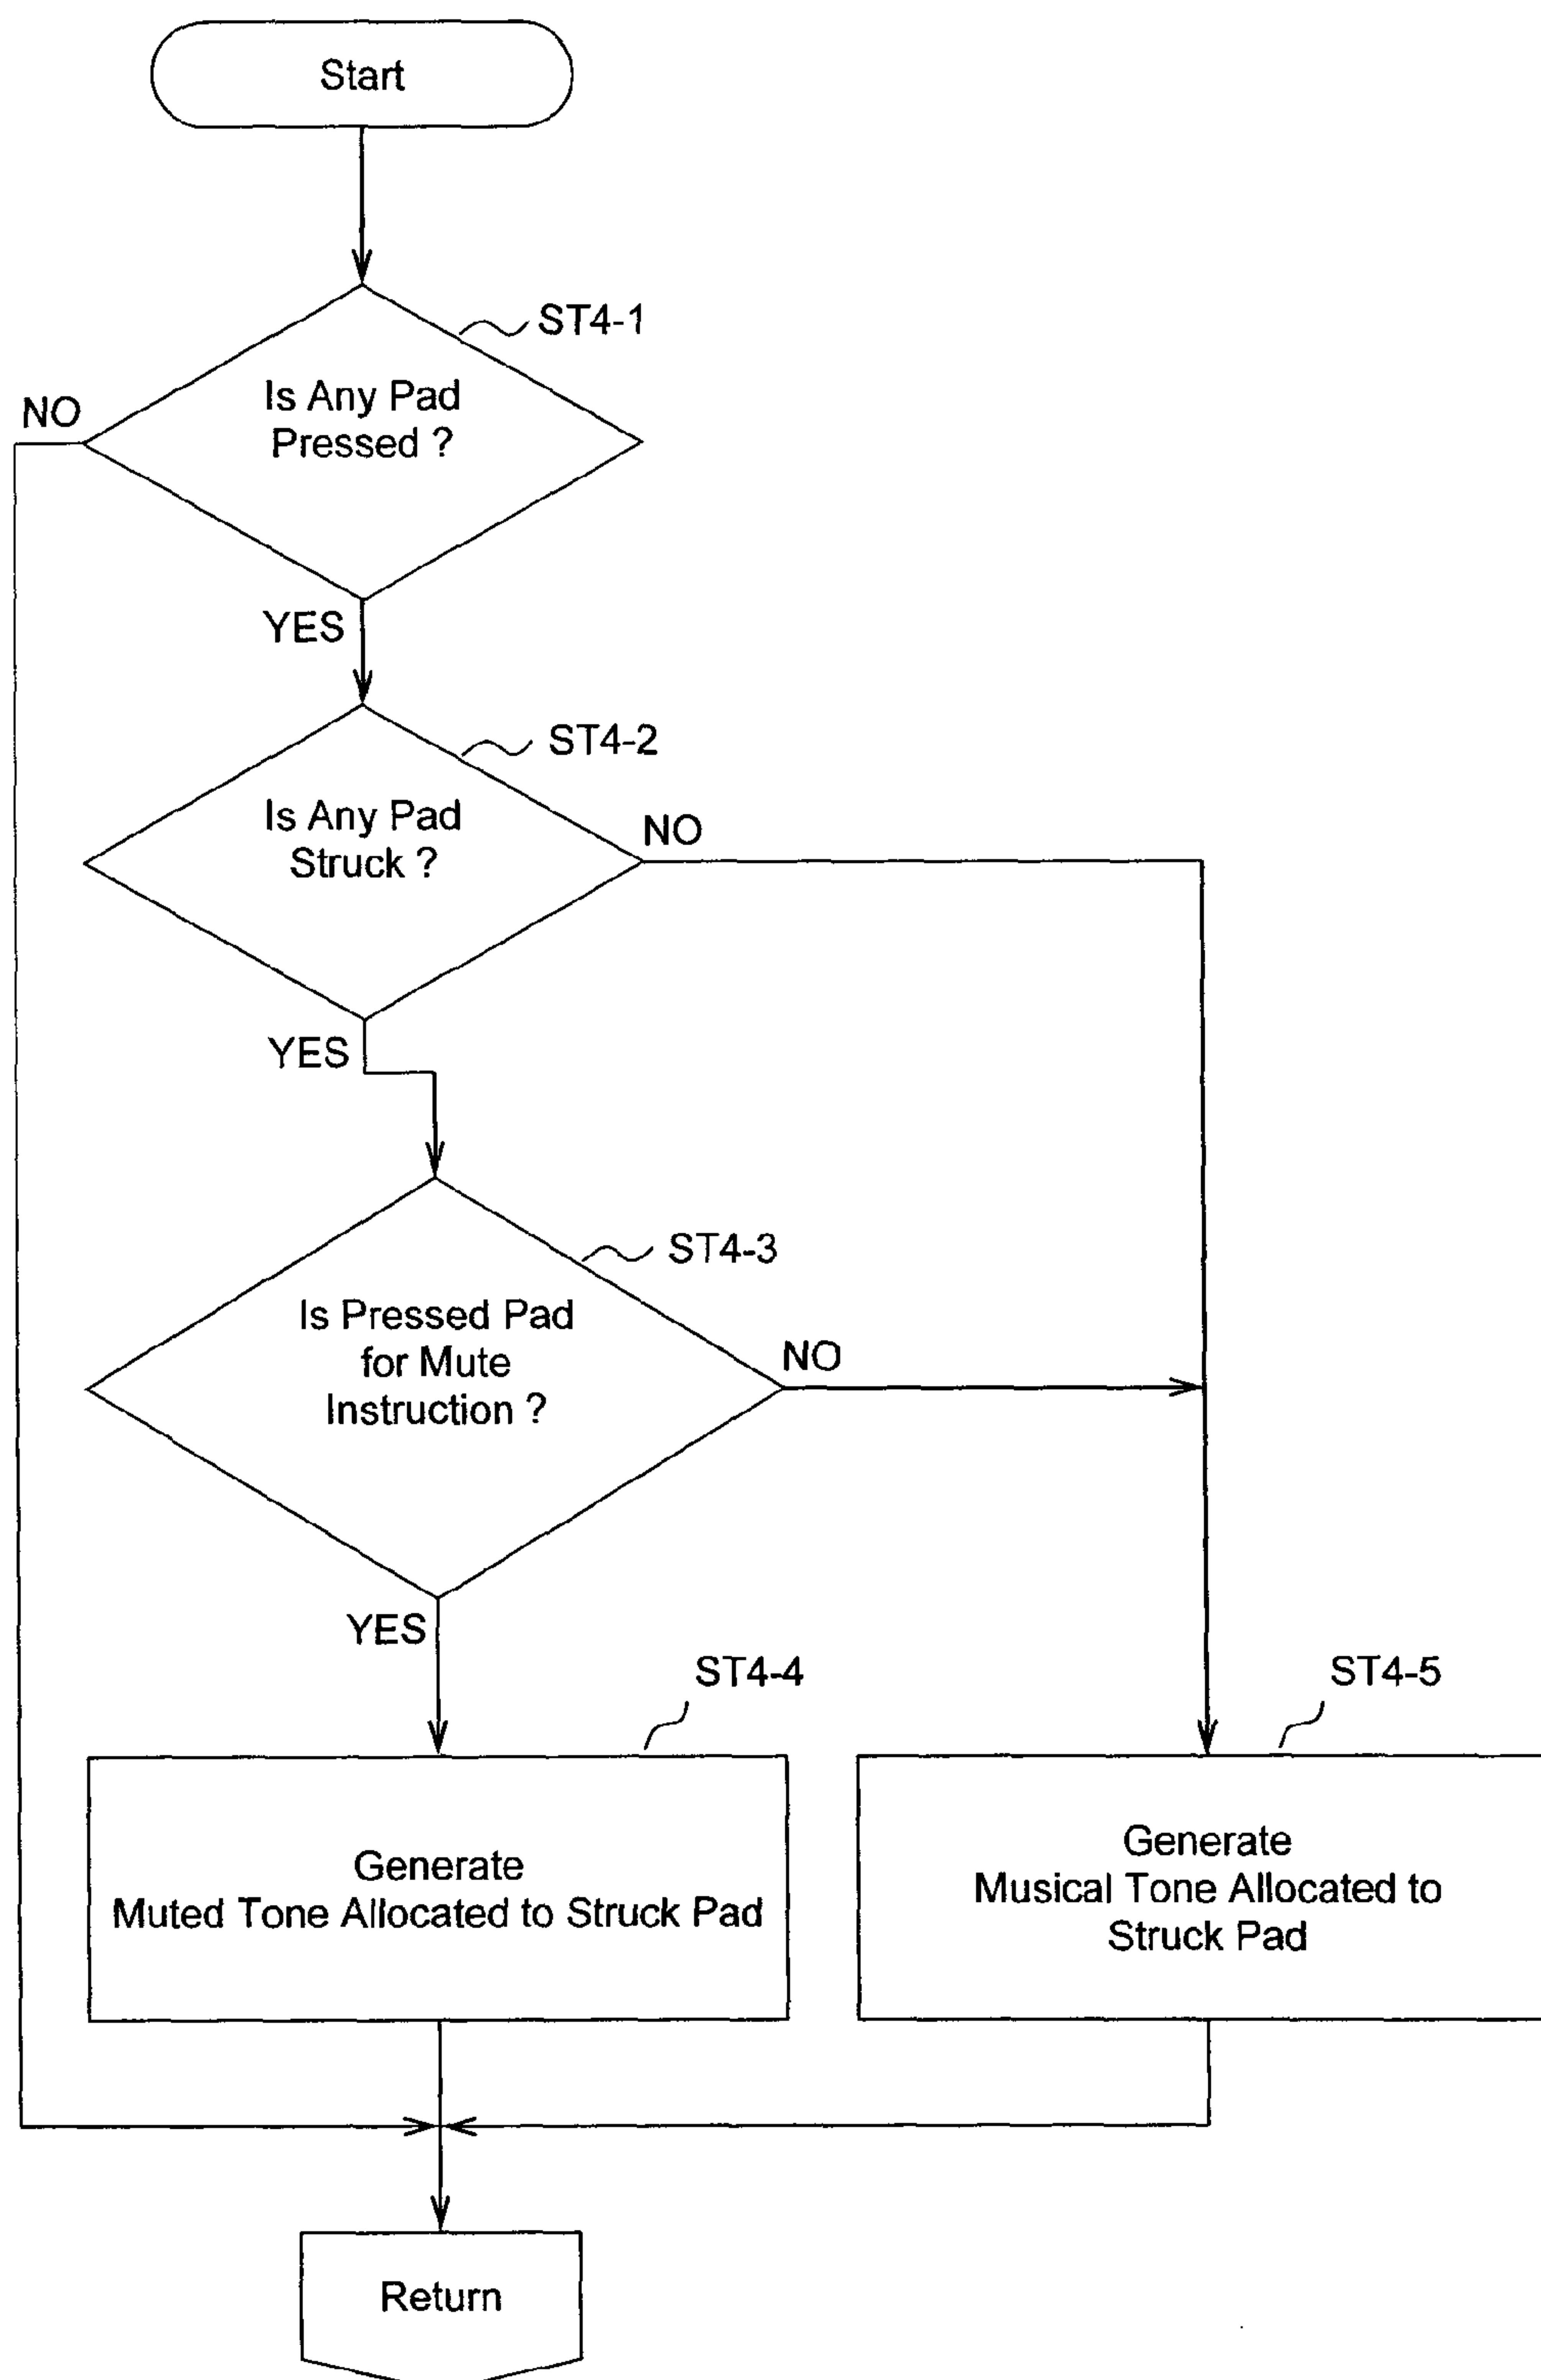 Start
ST4-1
Is Any Pad
Pressed ?
NO
YES
ST4-2
Is Any Pad
Struck ?
NO
YES
ST4-3
Is Pressed Pad
for Mute
Instruction ?
NO
YES
ST4-4
Generate
Muted Tone Allocated to Struck Pad
ST4-5
Generate
Musical Tone Allocated to
Struck Pad
Return